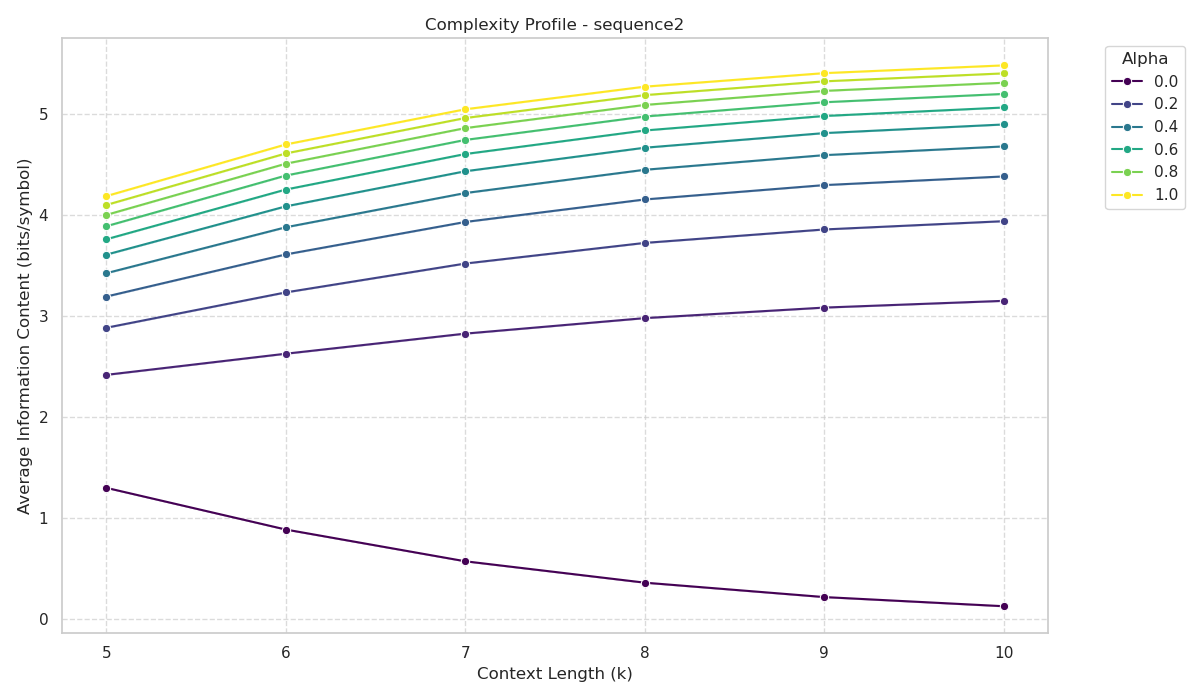 Complexity Profile - sequence2
Average Information Content (bits/symbol)
5
4
3
2
1
0
5 6 7 8 9 10
Context Length (k)
Alpha
0.0
0.2
0.4
0.6
0.8
1.0